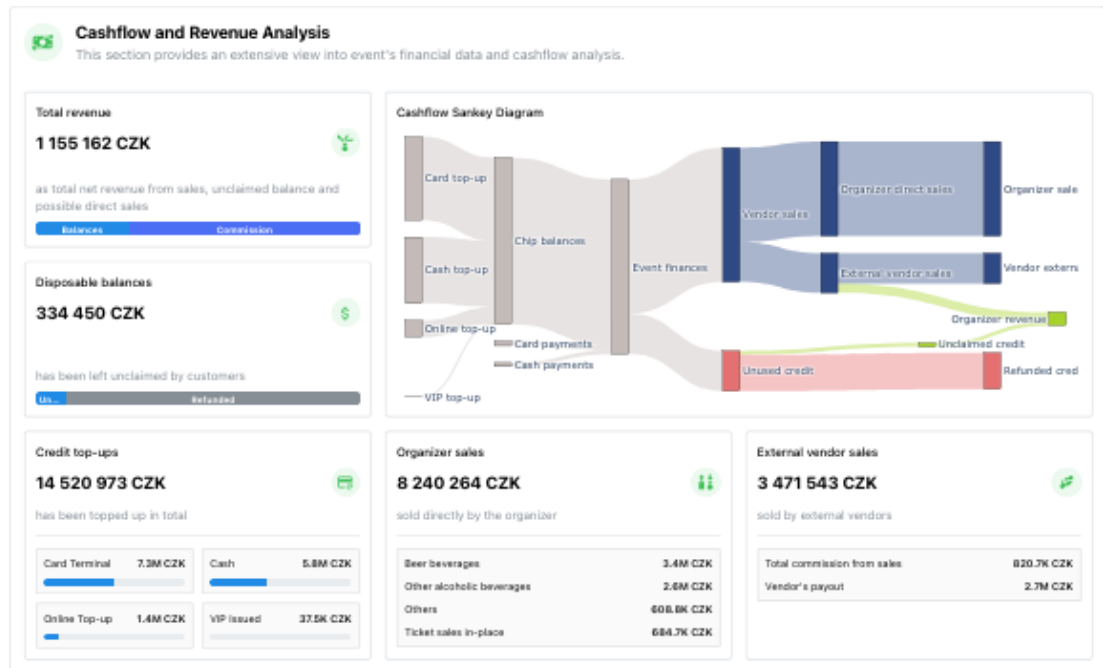 Cashflow and Revenue Analysis
This section provides an extensive view into event's financial data and cashflow analysis.
Total revenue
1 155 162 CZK
as total net revenue from sales, unclaimed balance and
possible direct sales
Balances
Commission
Disposable balances
334 450 CZK
has been left unclaimed by customers
Un...
Refunded
Cashflow Sankey Diagram
Card top-up
Cash top-up
Online top-up
VIP top-up
Chip balances
Card payments
Cash payments
Event finances
Vendor sales
Unused credit
Organizer direct sales
External vendor sales
Organizer sale
Vendor extern
Organizer revenue
Unclaimed credit
Refunded cred
Credit top-ups
14 520 973 CZK
has been topped up in total
Card Terminal 7.3M CZK
Cash 5.8M CZK
Online Top-up 1.4M CZK
VIP Issued 37.5K CZK
Organizer sales
8 240 264 CZK
sold directly by the organizer
Beer beverages 3.4M CZK
Other alcoholic beverages 2.6M CZK
Others 608.8K CZK
Ticket sales in-place 684.7K CZK
External vendor sales
3 471 543 CZK
sold by external vendors
Total commission from sales 820.7K CZK
Vendor's payout 2.7M CZK